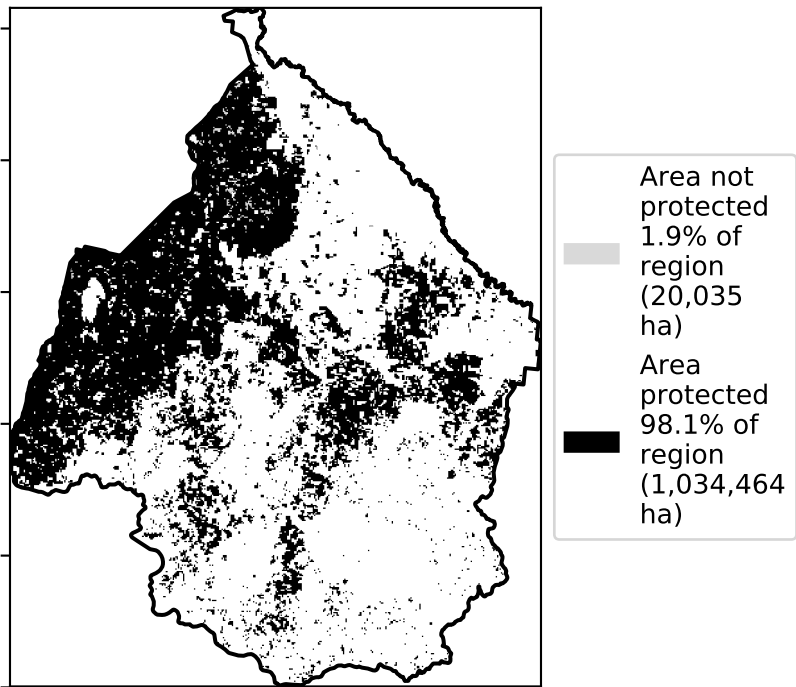 Area not
protected
1.9% of
region
(20,035
ha)
Area
protected
98.1% of
region
(1,034,464
ha)